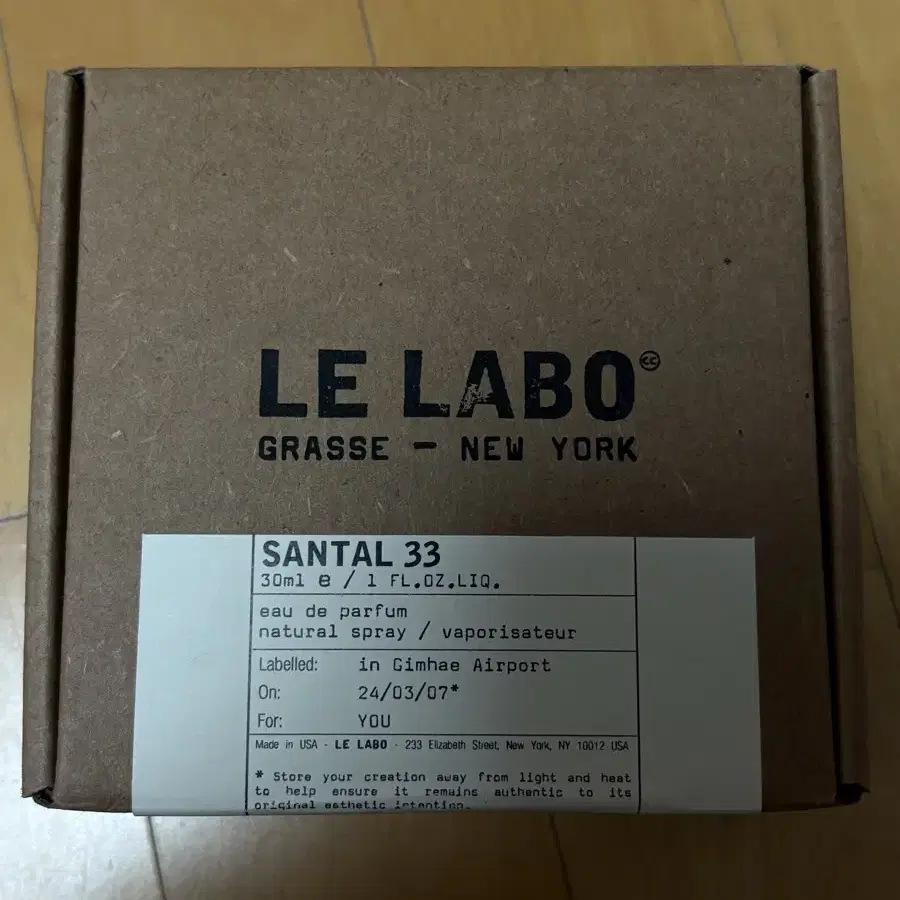 LE LABO
GRASSE — NEW YORK
SANTAL 33
30ml e / 1 FL.OZ.LIQ.
eau de parfum
natural spray / vaporisateur
Labelled: in Gimhae Airport
On: 24/03/07*
For: YOU
Made in USA - LE LABO - 233 Elizabeth Street, New York, NY 10012 USA
* Store your creation away from light and heat
to help ensure it remains authentic to its
original esthetic intention.